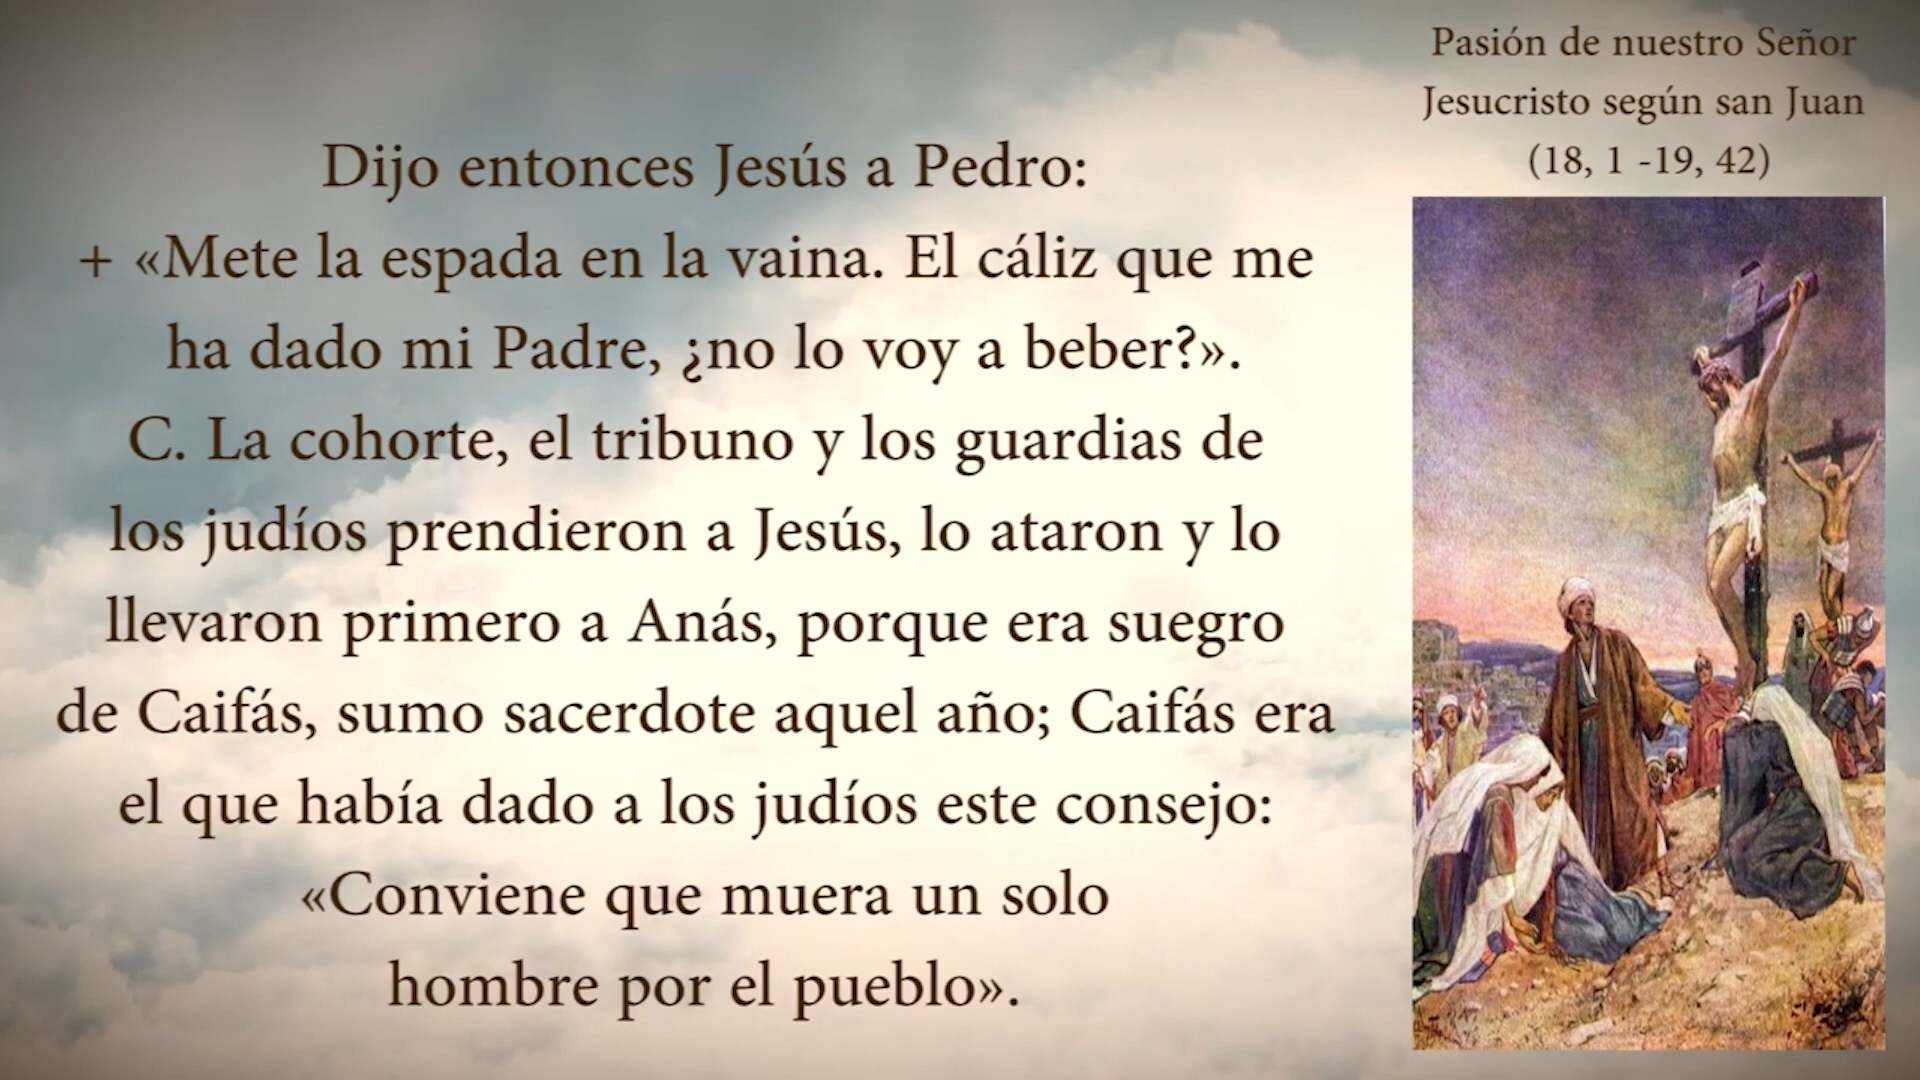 Pasión de nuestro Señor
Jesucristo según san Juan
(18, 1 -19, 42)
Dijo entonces Jesús a Pedro:
+ «Mete la espada en la vaina. El cáliz que me
ha dado mi Padre, ¿no lo voy a beber?».
C. La cohorte, el tribuno y los guardias de
los judíos prendieron a Jesús, lo ataron y lo
llevaron primero a Anás, porque era suegro
de Caifás, sumo sacerdote aquel año; Caifás era
el que había dado a los judíos este consejo:
«Conviene que muera un solo
hombre por el pueblo».